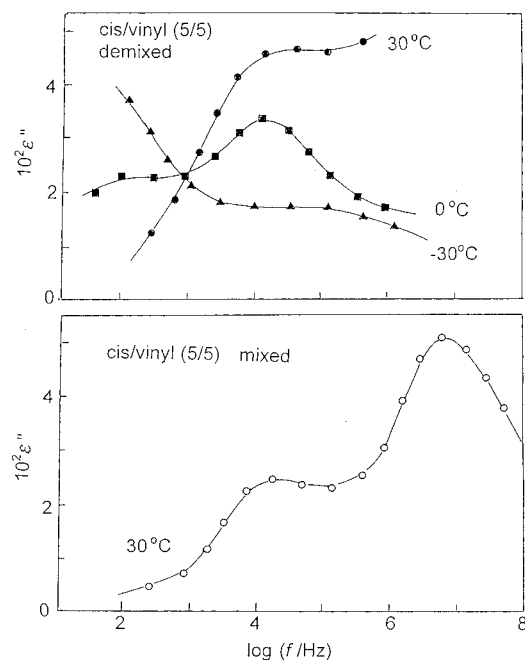 cis/vinyl (5/5)
demixed
30°C
0°C
-30°C
10²ε''
4
2
0
cis/vinyl (5/5) mixed
30°C
10²ε''
4
2
0
2 4 6 8
log (f /Hz)